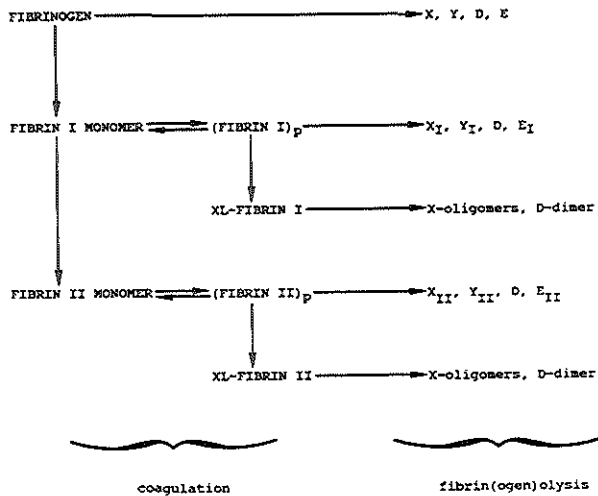 FIBRINOGEN X, Y, D, E
FIBRIN I MONOMER (FIBRIN I)p XI, YI, D, EI
XL-FIBRIN I X-oligomers, D-dimer
FIBRIN II MONOMER (FIBRIN II)p XII, YII, D, EII
XL-FIBRIN II X-oligomers, D-dimer
coagulation fibrin(ogen)olysis